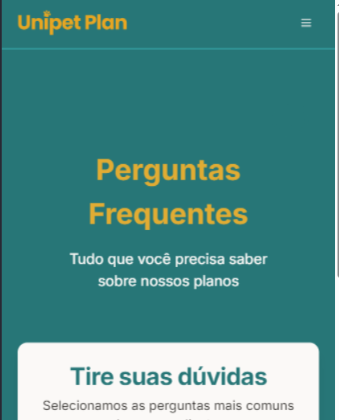 Unipet Plan
Perguntas
Frequentes
Tudo que você precisa saber
sobre nossos planos
Tire suas dúvidas
Selecionamos as perguntas mais comuns